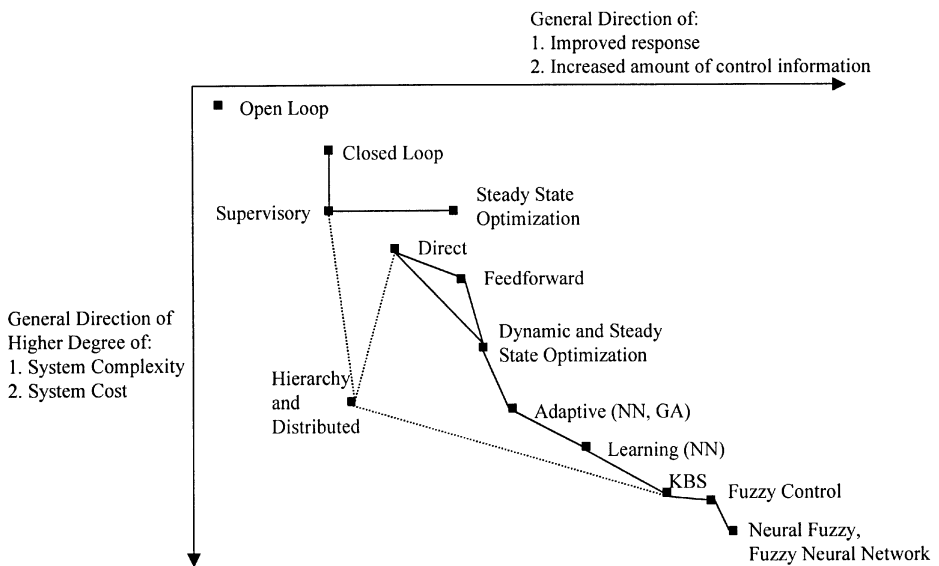 General Direction of:
1. Improved response
2. Increased amount of control information
Open Loop
Closed Loop
Supervisory
Steady State
Optimization
Direct
Feedforward
General Direction of
Higher Degree of:
1. System Complexity
2. System Cost
Dynamic and Steady
State Optimization
Hierarchy
and
Distributed
Adaptive (NN, GA)
Learning (NN)
KBS
Fuzzy Control
Neural Fuzzy,
Fuzzy Neural Network